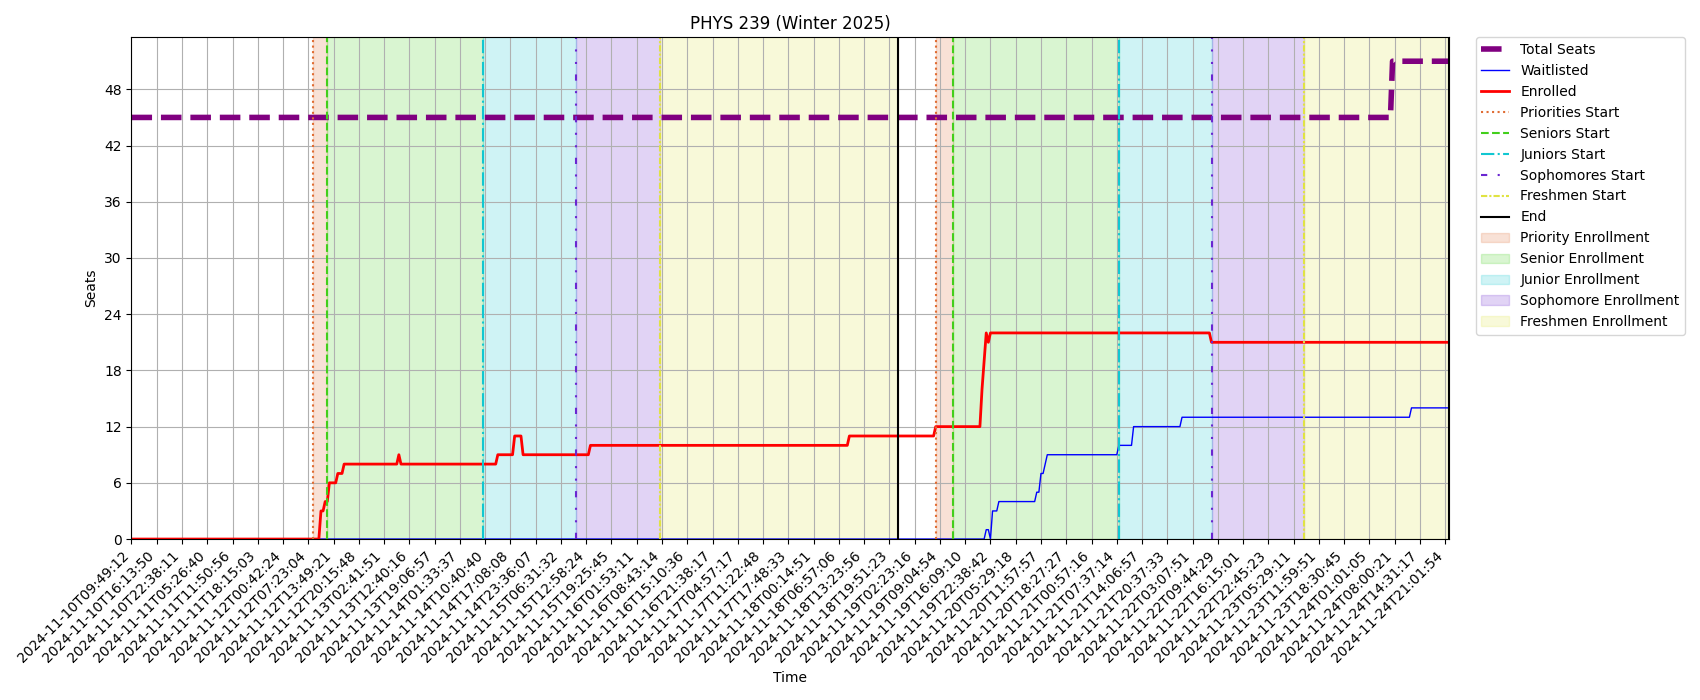 PHYS 239 (Winter 2025)
Seats
48
42
36
30
24
18
12
6
0
2024-11-10T09:49:12
2024-11-10T16:13:50
2024-11-10T22:38:11
2024-11-11T05:26:40
2024-11-11T11:50:56
2024-11-11T18:15:03
2024-11-12T00:42:24
2024-11-12T07:23:04
2024-11-12T13:49:21
2024-11-12T20:15:48
2024-11-13T02:41:51
2024-11-13T12:40:16
2024-11-13T19:06:57
2024-11-14T01:33:37
2024-11-14T10:40:40
2024-11-14T17:08:08
2024-11-14T23:36:07
2024-11-15T06:31:32
2024-11-15T12:58:24
2024-11-15T19:25:45
2024-11-16T01:53:11
2024-11-16T08:43:14
2024-11-16T15:10:36
2024-11-16T21:38:17
2024-11-17T04:57:17
2024-11-17T11:22:48
2024-11-17T17:48:33
2024-11-18T00:14:51
2024-11-18T06:57:06
2024-11-18T13:23:56
2024-11-18T19:51:23
2024-11-19T02:23:16
2024-11-19T09:04:54
2024-11-19T16:09:10
2024-11-19T22:38:42
2024-11-20T05:29:18
2024-11-20T11:57:57
2024-11-20T18:27:27
2024-11-21T00:57:16
2024-11-21T07:37:14
2024-11-21T14:06:57
2024-11-21T20:37:33
2024-11-22T03:07:51
2024-11-22T09:44:29
2024-11-22T16:15:01
2024-11-22T22:45:23
2024-11-23T05:29:11
2024-11-23T11:59:51
2024-11-23T18:30:45
2024-11-24T01:01:05
2024-11-24T08:00:21
2024-11-24T14:31:17
2024-11-24T21:01:54
Time
Total Seats
Waitlisted
Enrolled
Priorities Start
Seniors Start
Juniors Start
Sophomores Start
Freshmen Start
End
Priority Enrollment
Senior Enrollment
Junior Enrollment
Sophomore Enrollment
Freshmen Enrollment